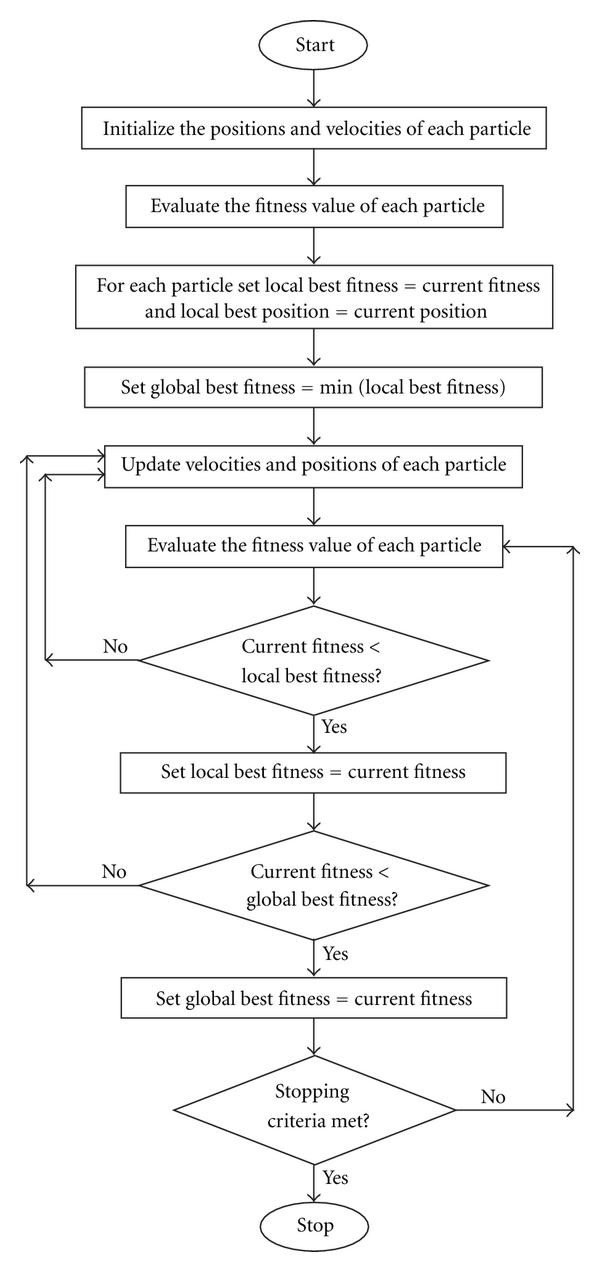 Start
Initialize the positions and velocities of each particle
Evaluate the fitness value of each particle
For each particle set local best fitness = current fitness
and local best position = current position
Set global best fitness = min (local best fitness)
Update velocities and positions of each particle
Evaluate the fitness value of each particle
Current fitness <
local best fitness?
No
Yes
Set local best fitness = current fitness
Current fitness <
global best fitness?
No
Yes
Set global best fitness = current fitness
Stopping
criteria met?
No
Yes
Stop